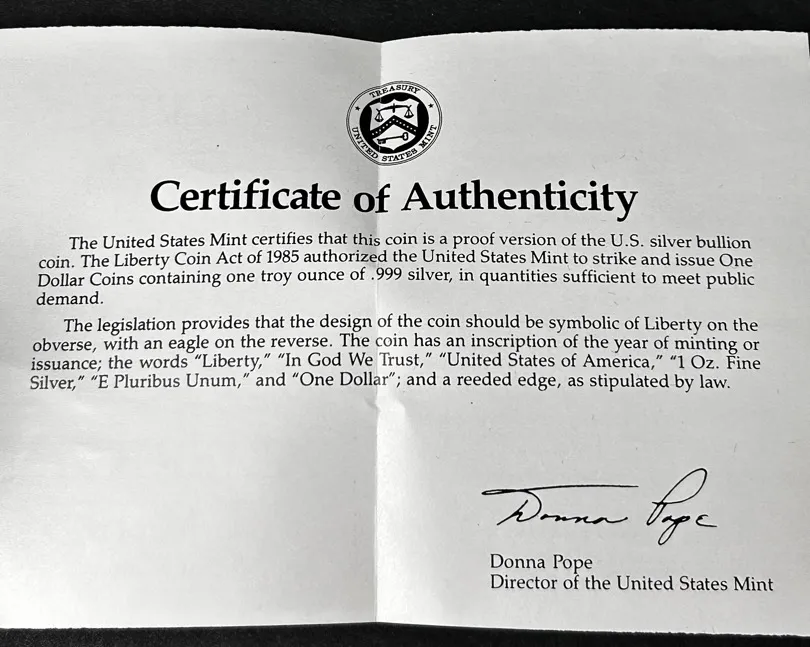 TREASURY
UNITED STATES MINT
Certificate of Authenticity
The United States Mint certifies that this coin is a proof version of the U.S. silver bullion
coin. The Liberty Coin Act of 1985 authorized the United States Mint to strike and issue One
Dollar Coins containing one troy ounce of .999 silver, in quantities sufficient to meet public
demand.
The legislation provides that the design of the coin should be symbolic of Liberty on the
obverse, with an eagle on the reverse. The coin has an inscription of the year of minting or
issuance; the words “Liberty,” “In God We Trust,” “United States of America,” “1 Oz. Fine
Silver,” “E Pluribus Unum,” and “One Dollar”; and a reeded edge, as stipulated by law.
Donna Pope
Donna Pope
Director of the United States Mint